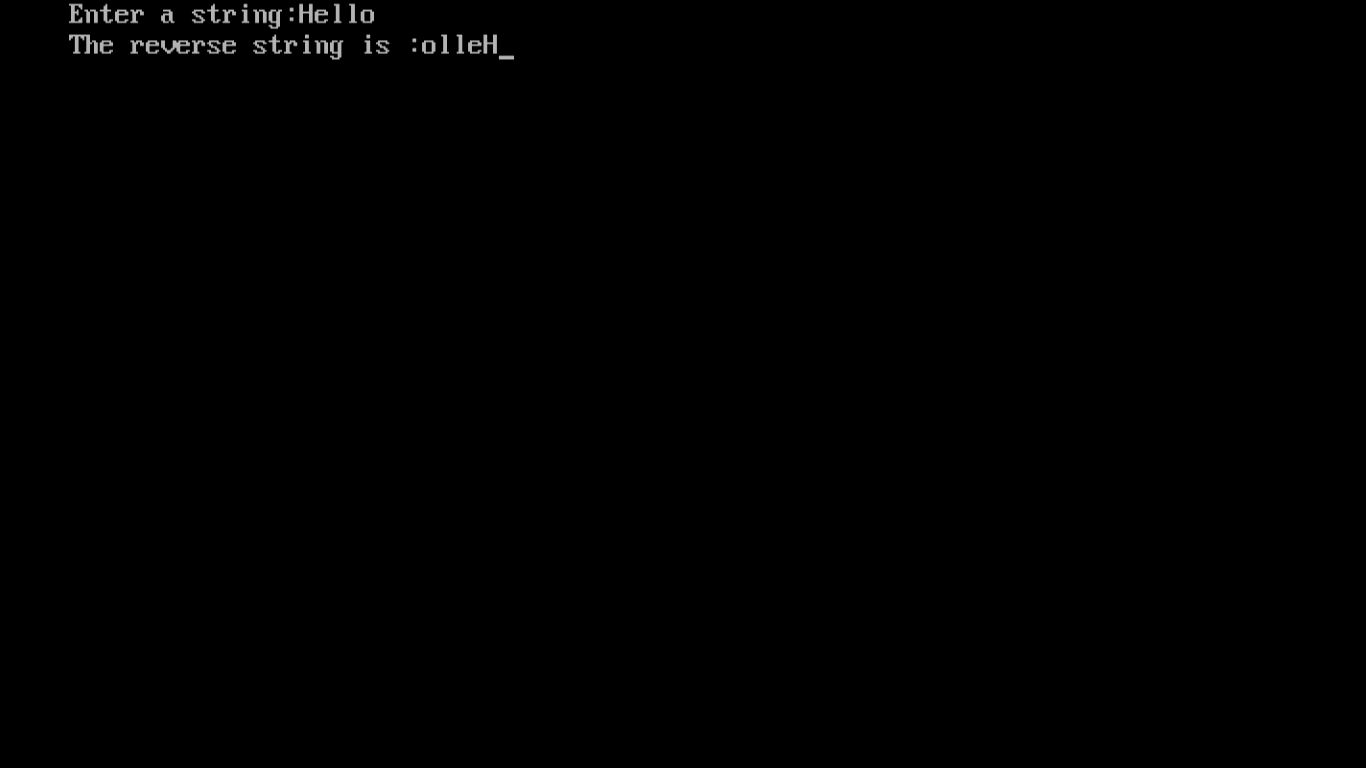 Enter a string:Hello
The reverse string is :olleH_